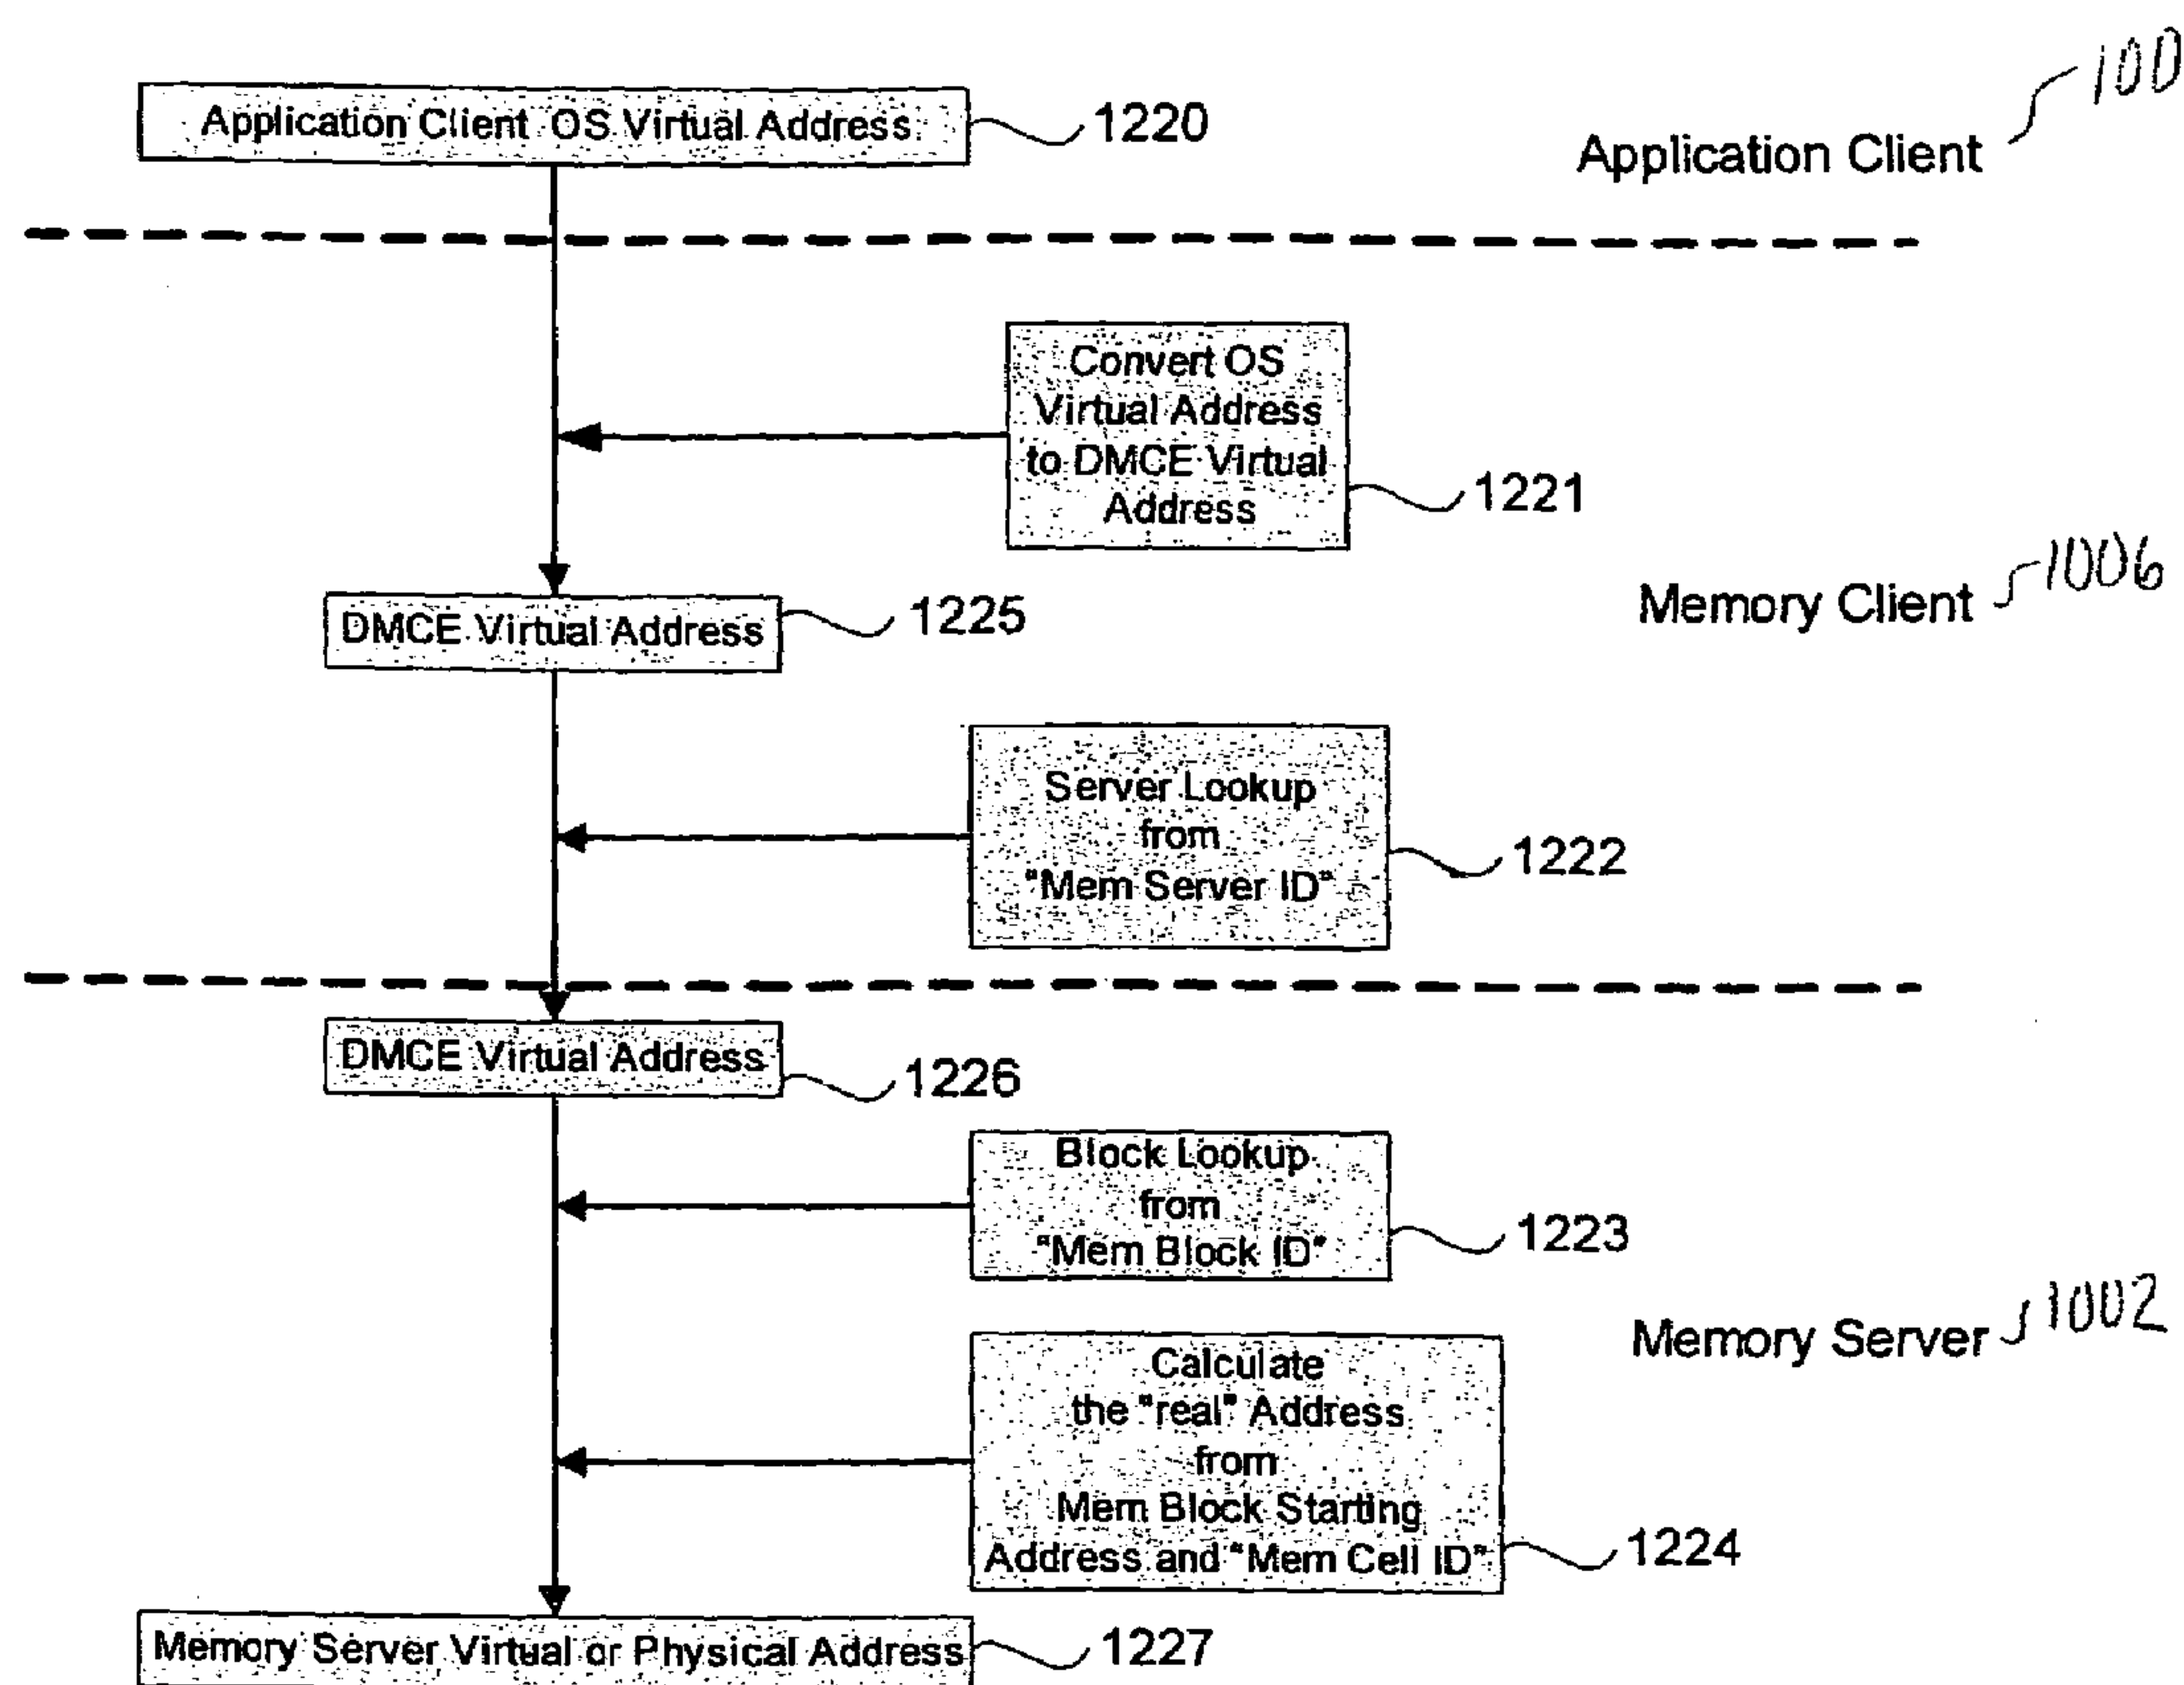 Application Client OS Virtual Address
1220
100
Application Client
Convert OS
Virtual Address
to DMCE Virtual
Address
1221
DMCE Virtual Address
1225
Memory Client
1006
Server Lookup
from
"Mem Server ID"
1222
DMCE Virtual Address
1226
Block Lookup
from
"Mem Block ID"
1223
Memory Server
1002
Calculate
the "real" Address
from
Mem Block Starting
Address and "Mem Cell ID"
1224
Memory Server Virtual or Physical Address
1227